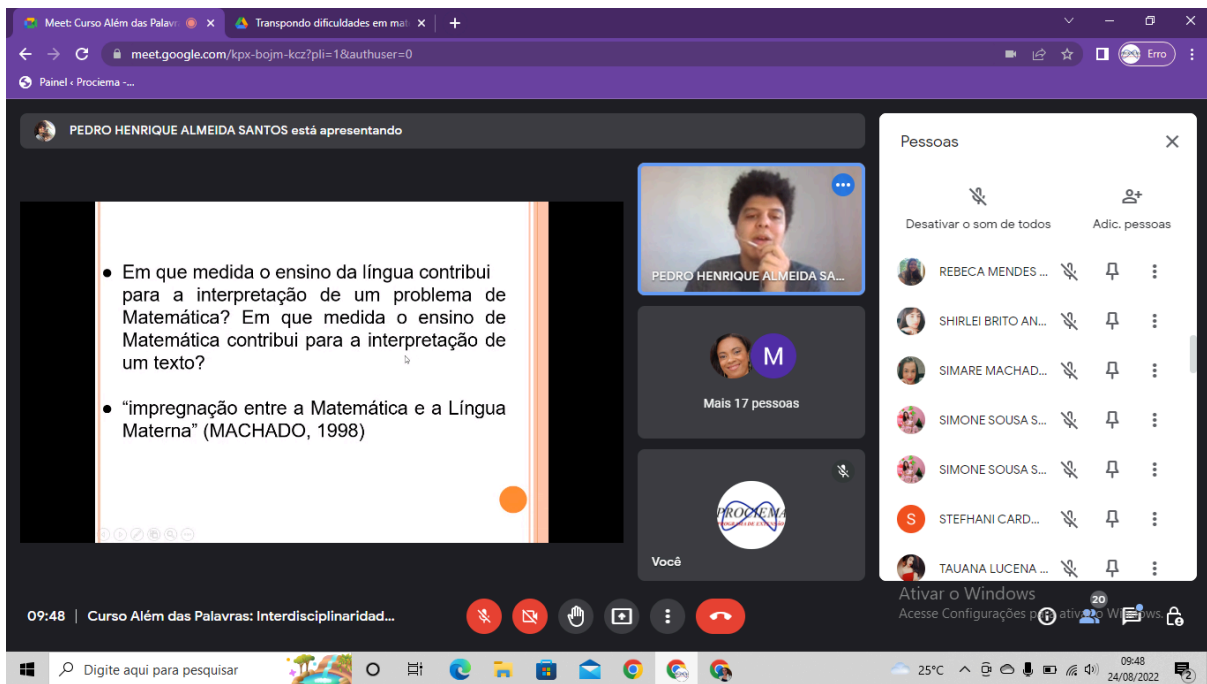 Meet: Curso Além das Palavr
Transpondo dificuldades em mat
meet.google.com/kpx-bojm-kcz?pli=1&authuser=0
Erro
Painel ‹ Prociema -...
PEDRO HENRIQUE ALMEIDA SANTOS está apresentando
• Em que medida o ensino da língua contribui
para a interpretação de um problema de
Matemática? Em que medida o ensino de
Matemática contribui para a interpretação de
um texto?
• “impregnação entre a Matemática e a Língua
Materna” (MACHADO, 1998)
PEDRO HENRIQUE ALMEIDA SA...
M
Mais 17 pessoas
PROCIEMA
PROGRAMA DE EXTENSÃO
Você
Pessoas
Desativar o som de todos
Adic. pessoas
REBECA MENDES ...
SHIRLEI BRITO AN...
SIMARE MACHAD...
SIMONE SOUSA S...
SIMONE SOUSA S...
S
STEFHANI CARD...
TAUANA LUCENA ...
Ativar o Windows
Acesse Configurações para ativar o Windows.
20
09:48 | Curso Além das Palavras: Interdisciplinaridad...
Digite aqui para pesquisar
25°C
09:48
24/08/2022
2